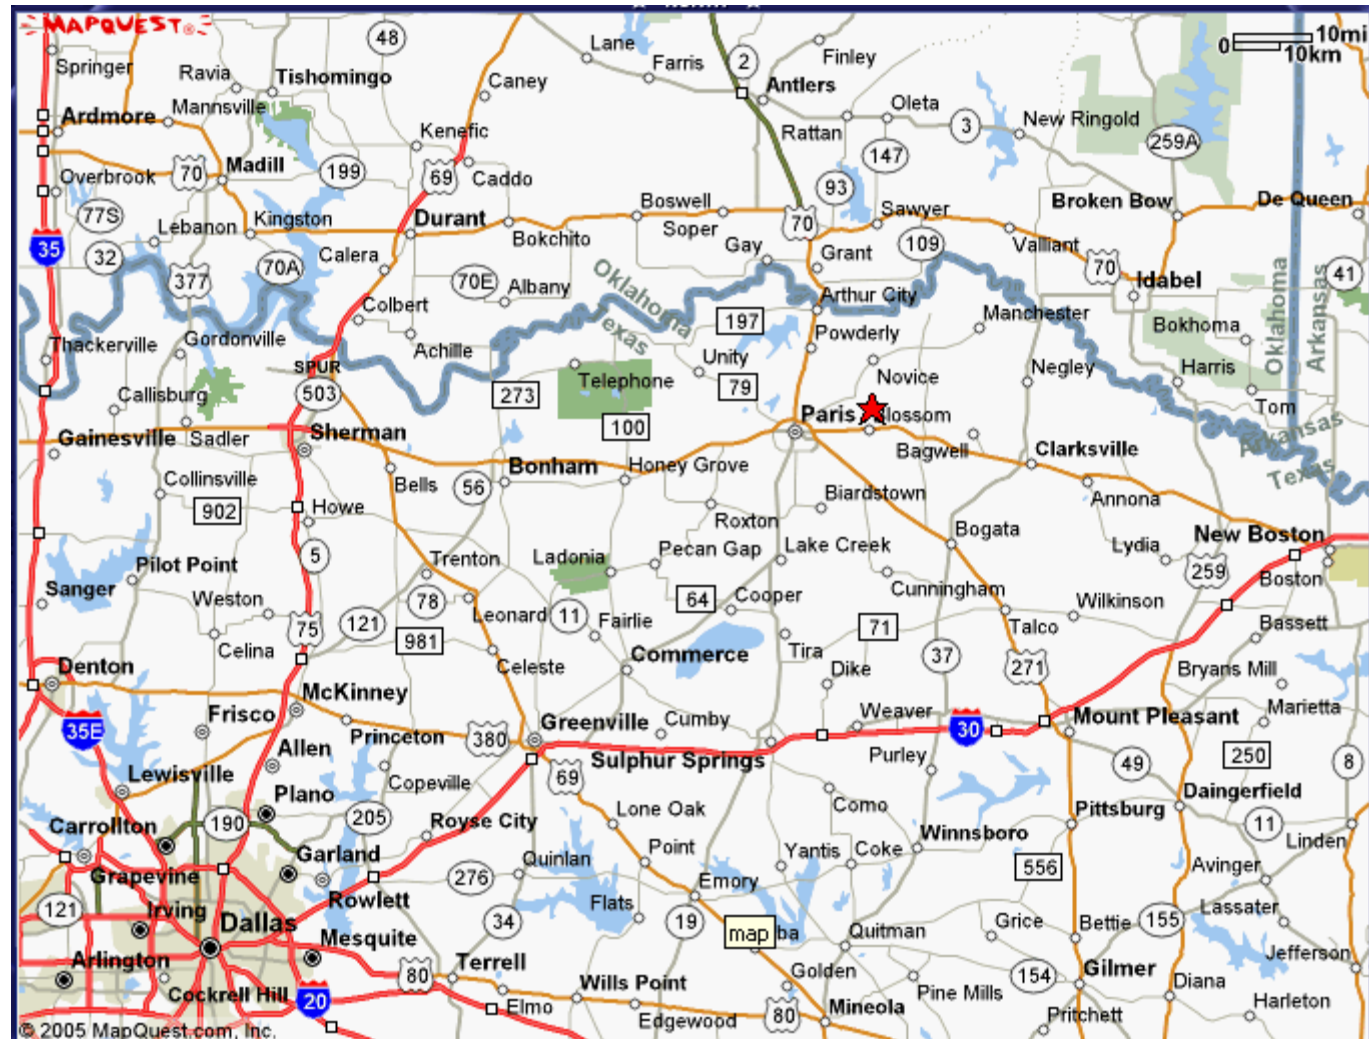 MAPQUEST
48
Lane
2
Finley
10mi
0
10km
Springer
Ravia
Tishomingo
Caney
Farris
Antlers
Oleta
Mannsville
Ardmore
Kenefic
Rattan
3
New Ringold
259A
147
70
Madill
199
69
Caddo
93
Overbrook
77S
Kingston
Durant
Boswell
Soper
70
Sawyer
Broken Bow
De Queen
35
Lebanon
Bokchito
Gay
109
Valliant
32
377
70A
Calera
70E
Albany
Oklahoma
Grant
70
Idabel
41
Colbert
Texas
197
Arthur City
Manchester
Oklahoma
Arkansas
Thackerville
Gordonville
Achille
Powderly
Bokhoma
SPUR
503
Telephone
Unity
Novice
Negley
Harris
Callisburg
273
79
Tom
100
Paris
Blossom
Arkansas
Texas
Gainesville
Sadler
Sherman
Bonham
Honey Grove
Bagwell
Clarksville
Collinsville
Bells
56
Biardstown
Annona
902
Howe
Roxton
Bogata
5
Trenton
Ladonia
Pecan Gap
Lake Creek
Lydia
New Boston
Pilot Point
259
Boston
Sanger
Weston
78
Leonard
11
64
Cooper
Cunningham
Wilkinson
75
121
981
Fairlie
71
Talco
Bassett
Celina
Celeste
Commerce
Tira
37
271
Bryans Mill
Denton
McKinney
Dike
Marietta
Frisco
Princeton
380
Greenville
Cumby
Weaver
30
Mount Pleasant
35E
Allen
Sulphur Springs
Purley
250
8
Lewisville
Copeville
69
49
Plano
Como
Daingerfield
190
205
Royse City
Lone Oak
Pittsburg
11
Linden
Carrollton
Garland
Point
Yantis
Coke
Winnsboro
Grapevine
276
Quinlan
Emory
556
Avinger
121
Irving
Rowlett
34
Flats
19
Grice
Bettie
155
Lassater
Dallas
Mesquite
map
ba
Quitman
Jefferson
Arlington
80
Terrell
Golden
154
Gilmer
Diana
Cockrell Hill
20
Elmo
Wills Point
Pine Mills
Harleton
Edgewood
80
Mineola
Pritchett
© 2005 MapQuest.com, Inc.